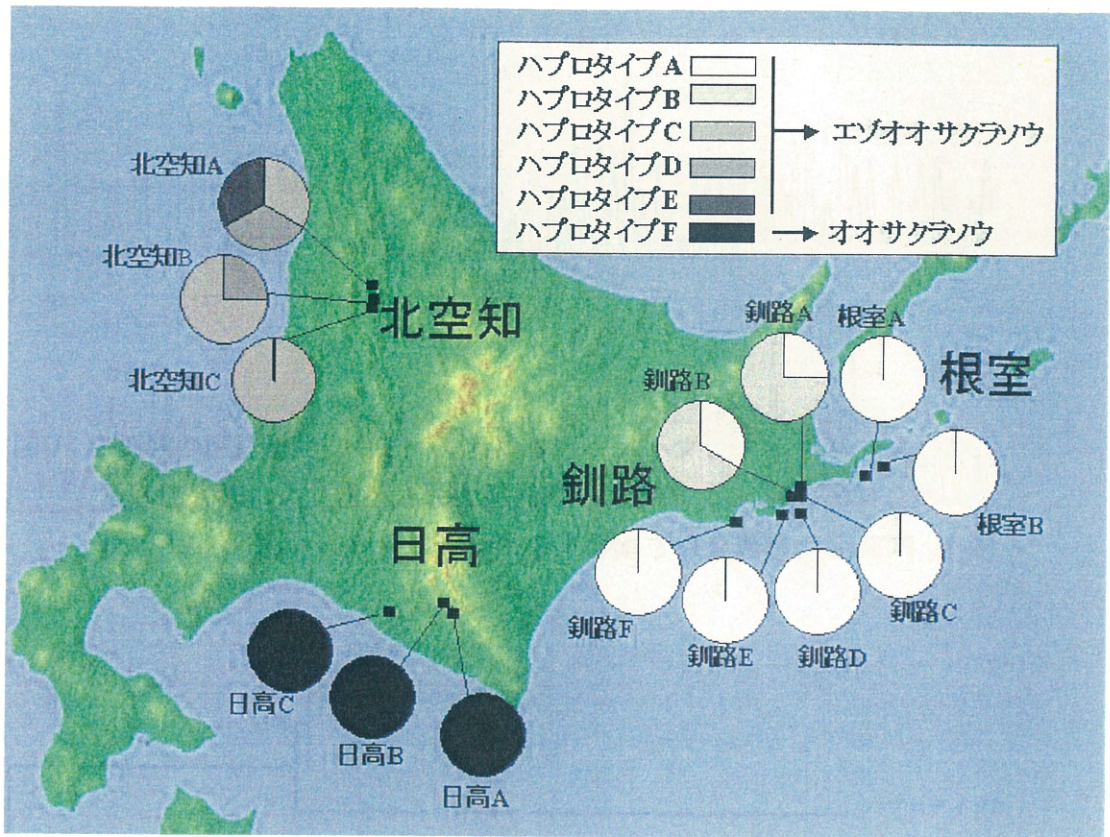 ハプロタイプA
ハプロタイプB
ハプロタイプC
ハプロタイプD
ハプロタイプE
ハプロタイプF
エゾオオサクラソウ
オオサクラソウ
北空知A
北空知B
北空知C
北空知
釧路A
根室A
根室
釧路B
釧路
根室B
釧路C
釧路D
釧路E
釧路F
日高
日高C
日高B
日高A